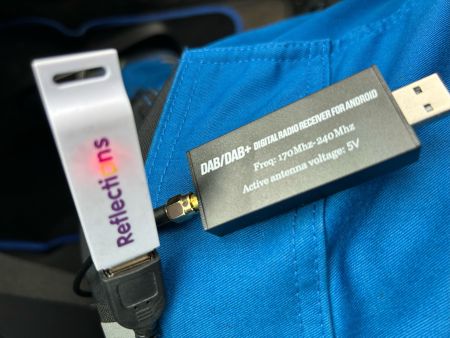 Reflections
DAB/DAB+ DIGITAL RADIO RECEIVER FOR ANDROID
Freq: 170Mhz-240Mhz
Active antenna voltage: 5V